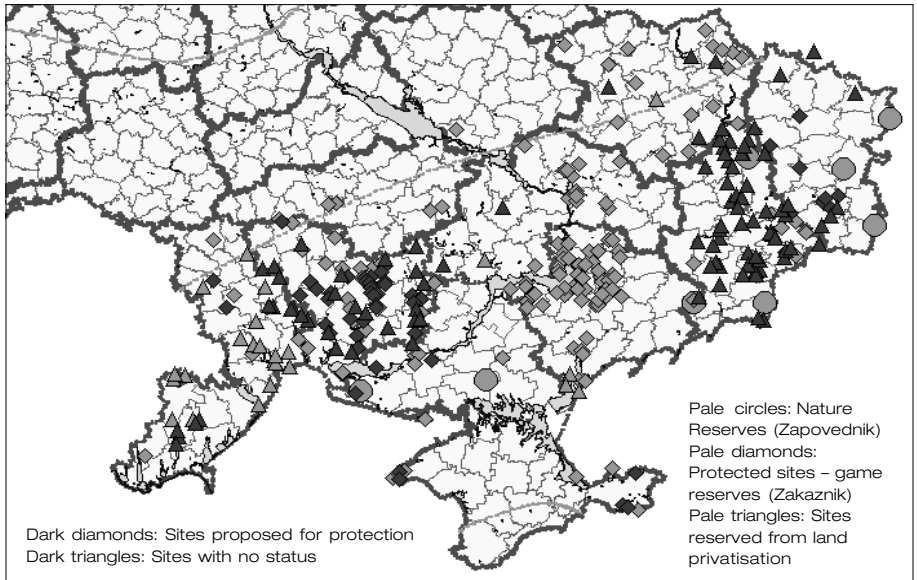 Pale circles: Nature
Reserves (Zapovednik)
Pale diamonds:
Protected sites – game
reserves (Zakaznik)
Pale triangles: Sites
reserved from land
privatisation
Dark diamonds: Sites proposed for protection
Dark triangles: Sites with no status